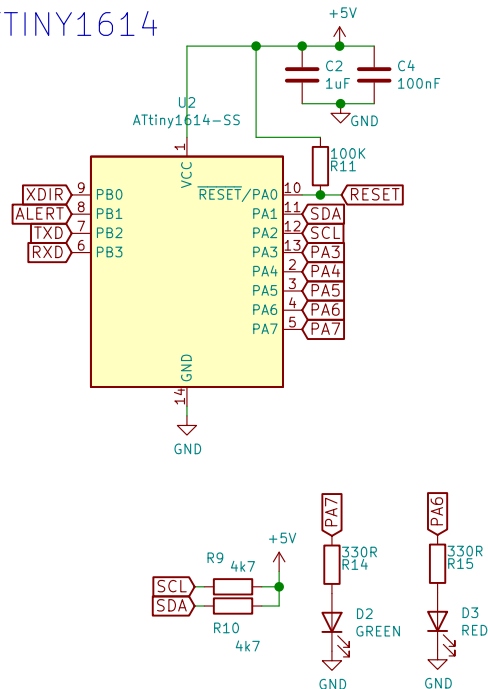 TTINY1614
+5V
C2
1uF
C4
100nF
GND
U2
ATtiny1614-SS
1
VCC
100K
R11
XDIR
9
PB0
RESET/PA0
10
RESET
ALERT
8
PB1
PA1
11
SDA
TXD
7
PB2
PA2
12
SCL
RXD
6
PB3
PA3
13
PA3
PA4
2
PA4
PA5
3
PA5
PA6
4
PA6
PA7
5
PA7
GND
14
GND
PA7
PA6
+5V
R9
4k7
SCL
SDA
R10
4k7
330R
R14
330R
R15
D2
GREEN
D3
RED
GND
GND